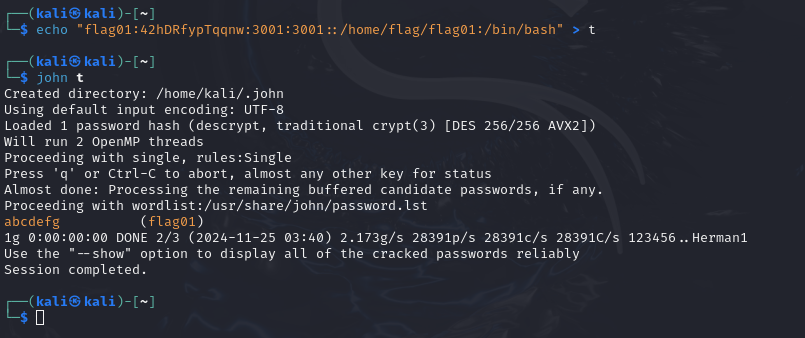 ┌──(kali㉿kali)-[~]
└─$ echo "flag01:42hDRfypTqqnw:3001:3001::/home/flag/flag01:/bin/bash" > t
┌──(kali㉿kali)-[~]
└─$ john t
Created directory: /home/kali/.john
Using default input encoding: UTF-8
Loaded 1 password hash (descrypt, traditional crypt(3) [DES 256/256 AVX2])
Will run 2 OpenMP threads
Proceeding with single, rules:Single
Press 'q' or Ctrl-C to abort, almost any other key for status
Almost done: Processing the remaining buffered candidate passwords, if any.
Proceeding with wordlist:/usr/share/john/password.lst
abcdefg          (flag01)
1g 0:00:00:00 DONE 2/3 (2024-11-25 03:40) 2.173g/s 28391p/s 28391c/s 28391C/s 123456..Herman1
Use the "--show" option to display all of the cracked passwords reliably
Session completed.
┌──(kali㉿kali)-[~]
└─$